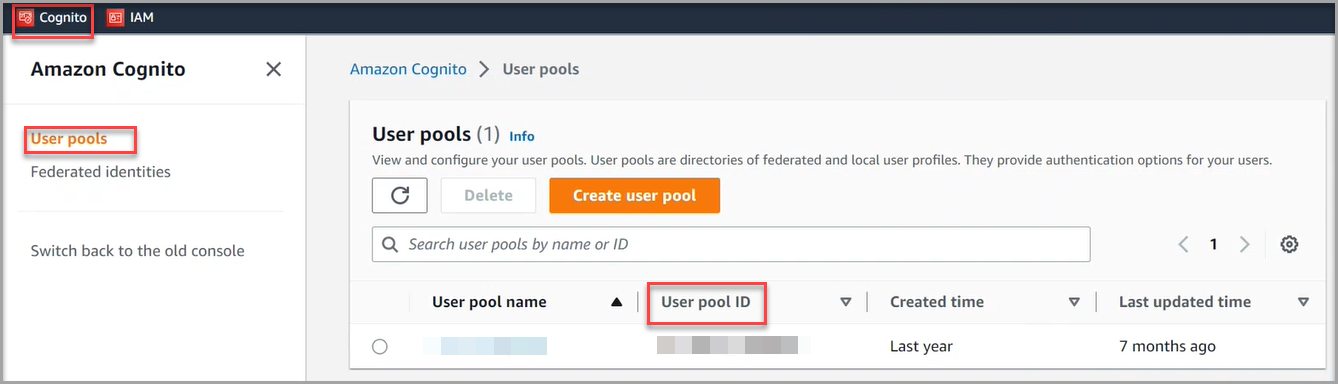 Cognito IAM
Amazon Cognito
User pools
Federated identities
Switch back to the old console
Amazon Cognito User pools
User pools (1) Info
View and configure your user pools. User pools are directories of federated and local user profiles. They provide authentication options for your users.
Delete Create user pool
Search user pools by name or ID
1
User pool name User pool ID Created time Last updated time
Last year 7 months ago